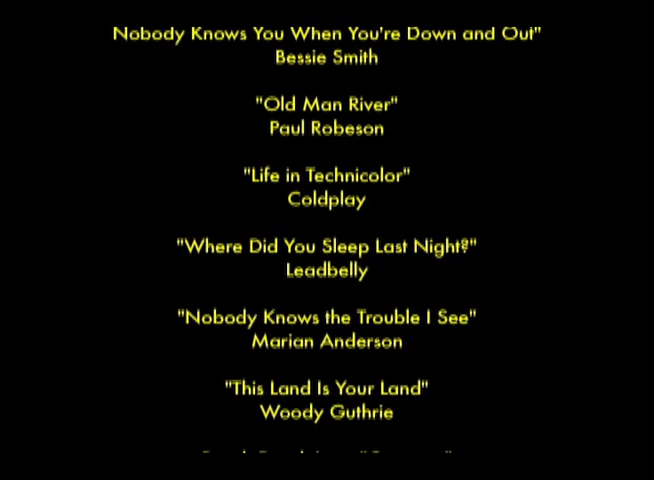 Nobody Knows You When You're Down and Out"
Bessie Smith
"Old Man River"
Paul Robeson
"Life in Technicolor"
Coldplay
"Where Did You Sleep Last Night?"
Leadbelly
"Nobody Knows the Trouble I See"
Marian Anderson
"This Land Is Your Land"
Woody Guthrie